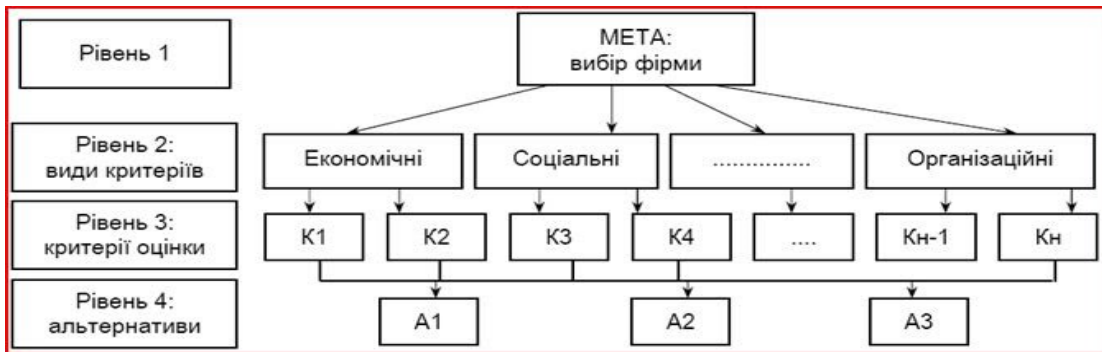 Рівень 1
МЕТА:
вибір фірми
Рівень 2:
види критеріїв
Економічні
Соціальні
...............
Організаційні
Рівень 3:
критерії оцінки
К1
К2
К3
К4
....
Кн-1
Кн
Рівень 4:
альтернативи
А1
А2
А3